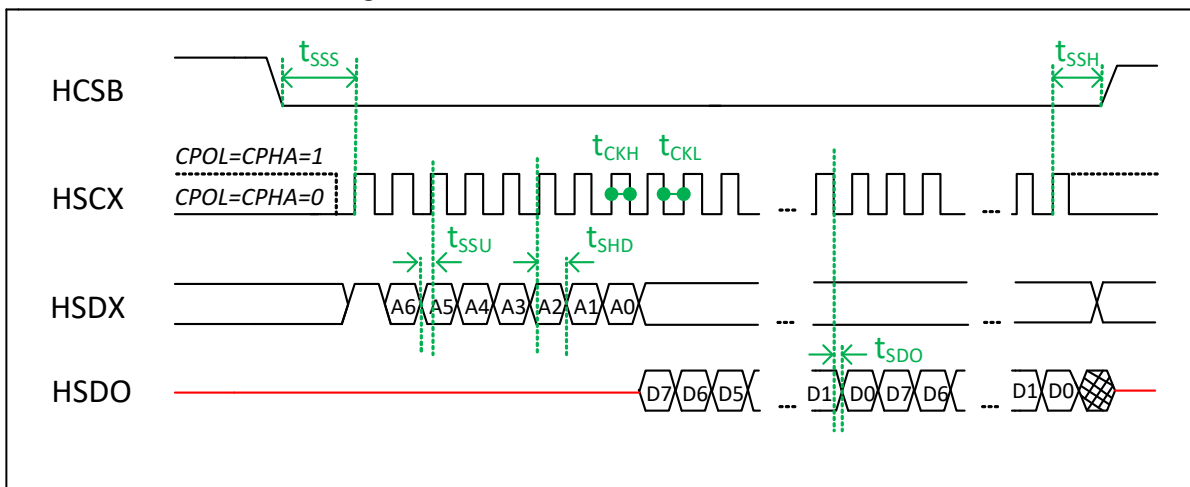 tSSS
tSSH
HCSB
CPOL=CPHA=1
tCKH tCKL
HSCX
CPOL=CPHA=0
... ...
tSSU tSHD
HSDX
A6 A5 A4 A3 A2 A1 A0
... ...
tSDO
HSDO
D7 D6 D5 D1 D0 D7 D6 D1 D0
... ...